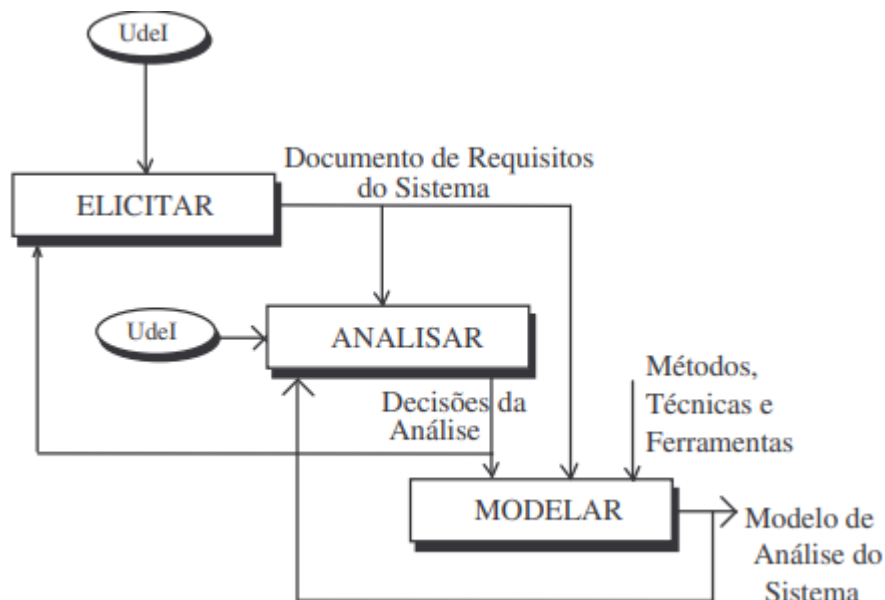 UdeI
Documento de Requisitos
do Sistema
ELICITAR
UdeI
ANALISAR
Decisões da
Análise
Métodos,
Técnicas e
Ferramentas
MODELAR
Modelo de
Análise do
Sistema